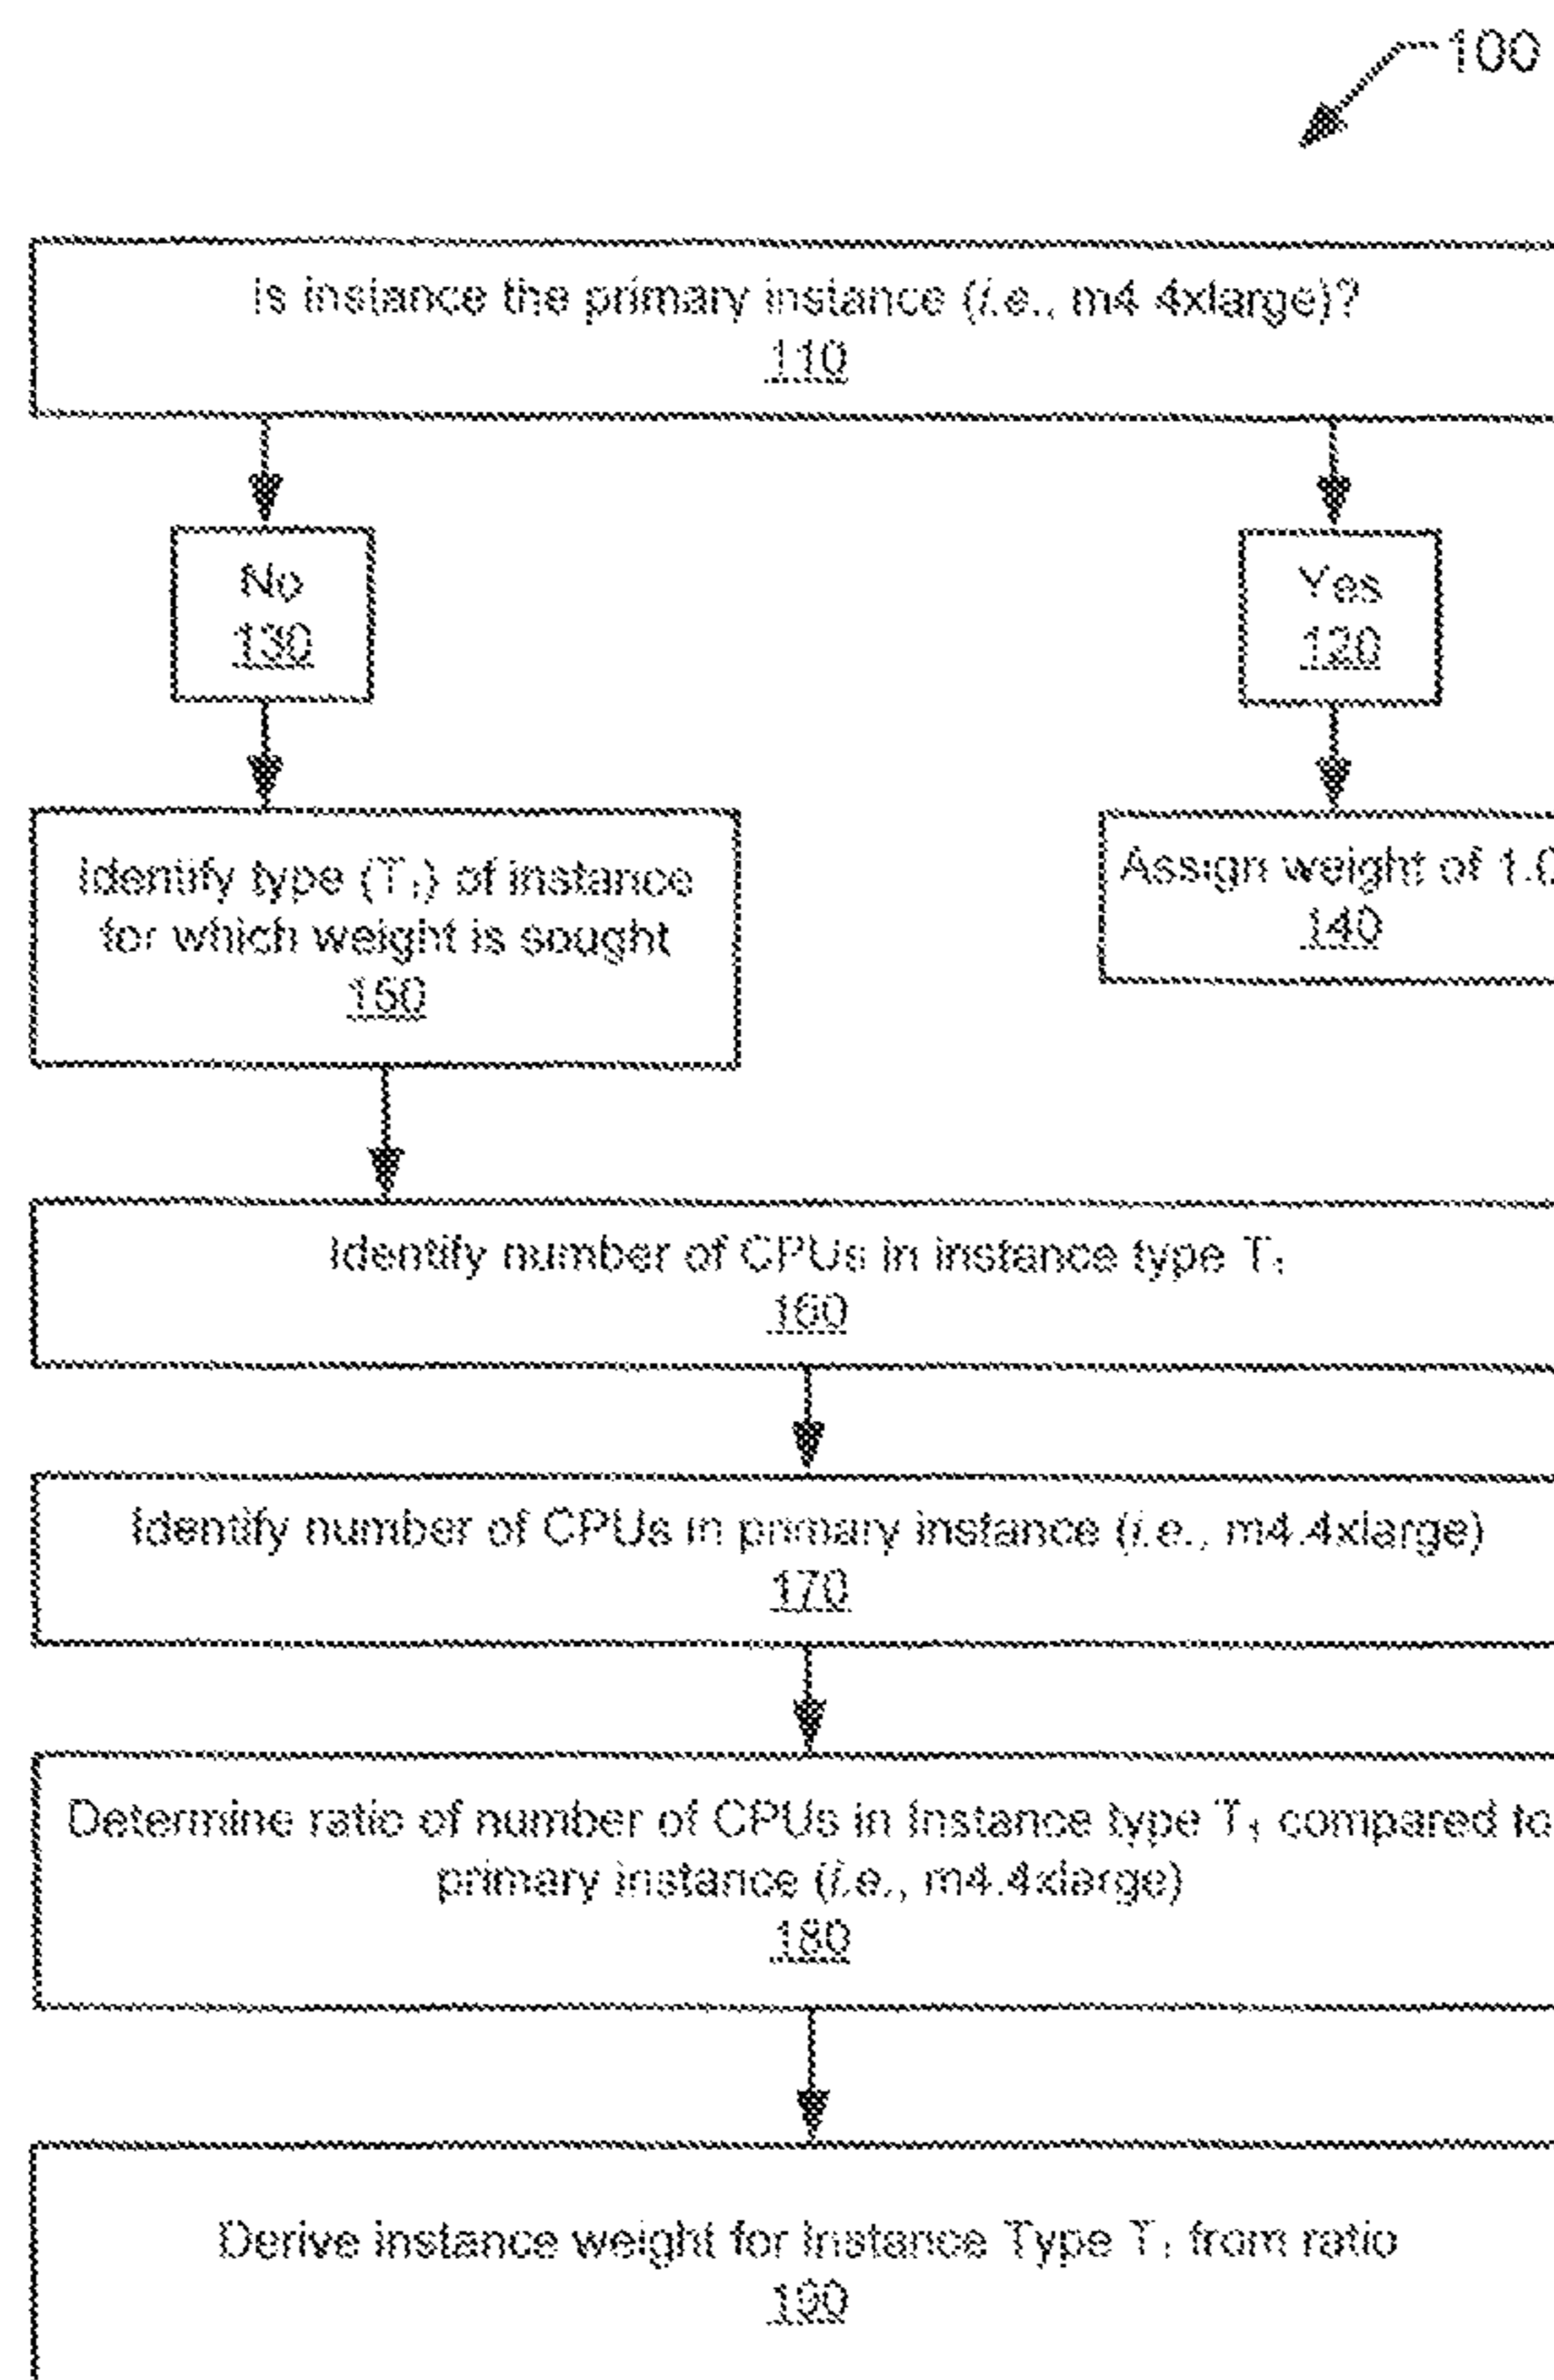 100
Is instance the primary instance (i.e., m4 4xlarge)?
110
No
130
Yes
120
Identify type (T₁) of instance
for which weight is sought
150
Assign weight of 1.0
140
Identify number of CPUs in instance type T₁
160
Identify number of CPUs in primary instance (i.e., m4.4xlarge)
170
Determine ratio of number of CPUs in Instance type T₁ compared to
primary instance (i.e., m4.4xlarge)
180
Derive instance weight for Instance Type T₁ from ratio
190